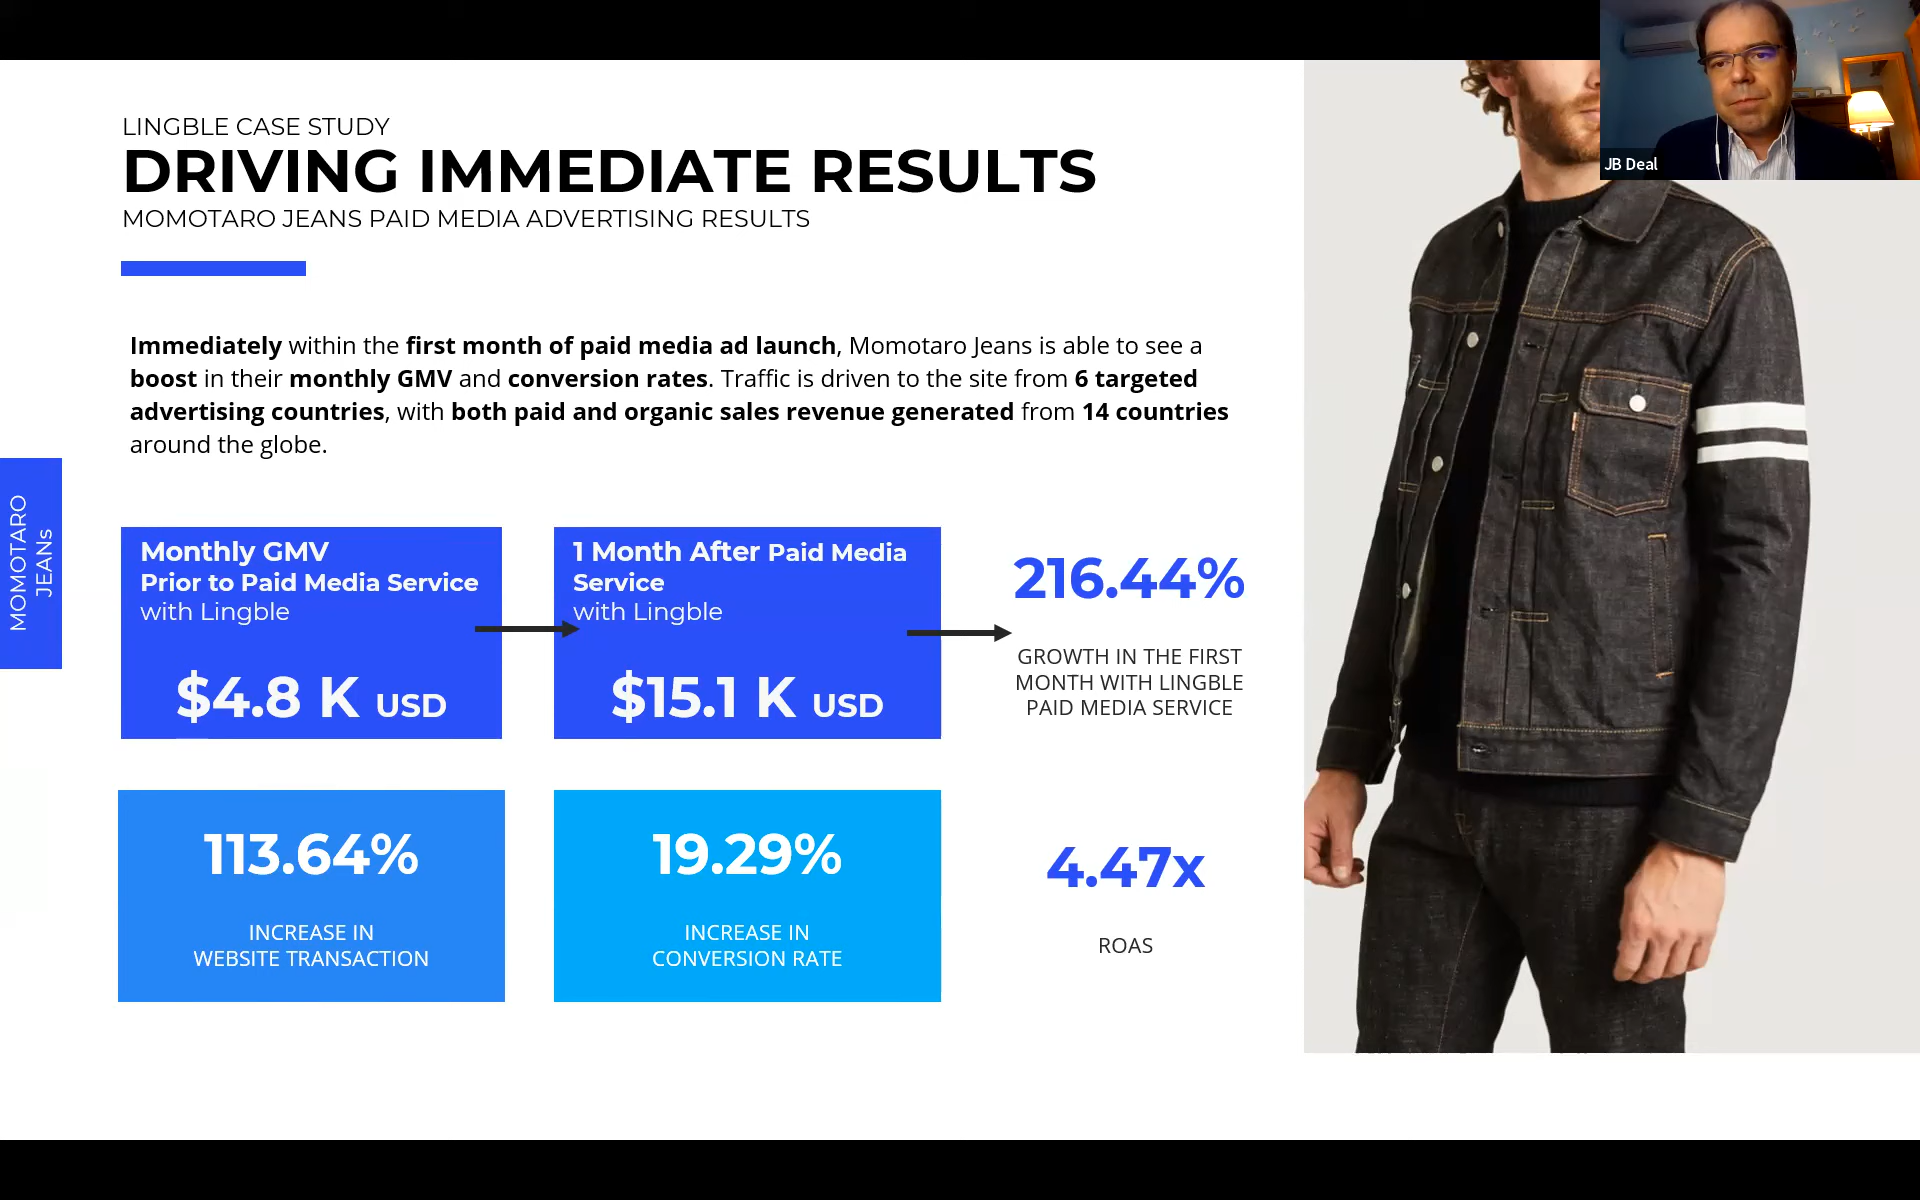 JB Deal
LINGBLE CASE STUDY
DRIVING IMMEDIATE RESULTS
MOMOTARO JEANS PAID MEDIA ADVERTISING RESULTS
Immediately within the first month of paid media ad launch, Momotaro Jeans is able to see a
boost in their monthly GMV and conversion rates. Traffic is driven to the site from 6 targeted
advertising countries, with both paid and organic sales revenue generated from 14 countries
around the globe.
MOMOTARO
JEANs
Monthly GMV
Prior to Paid Media Service
with Lingble
$4.8 K USD
1 Month After Paid Media
Service
with Lingble
$15.1 K USD
216.44%
GROWTH IN THE FIRST
MONTH WITH LINGBLE
PAID MEDIA SERVICE
113.64%
INCREASE IN
WEBSITE TRANSACTION
19.29%
INCREASE IN
CONVERSION RATE
4.47x
ROAS